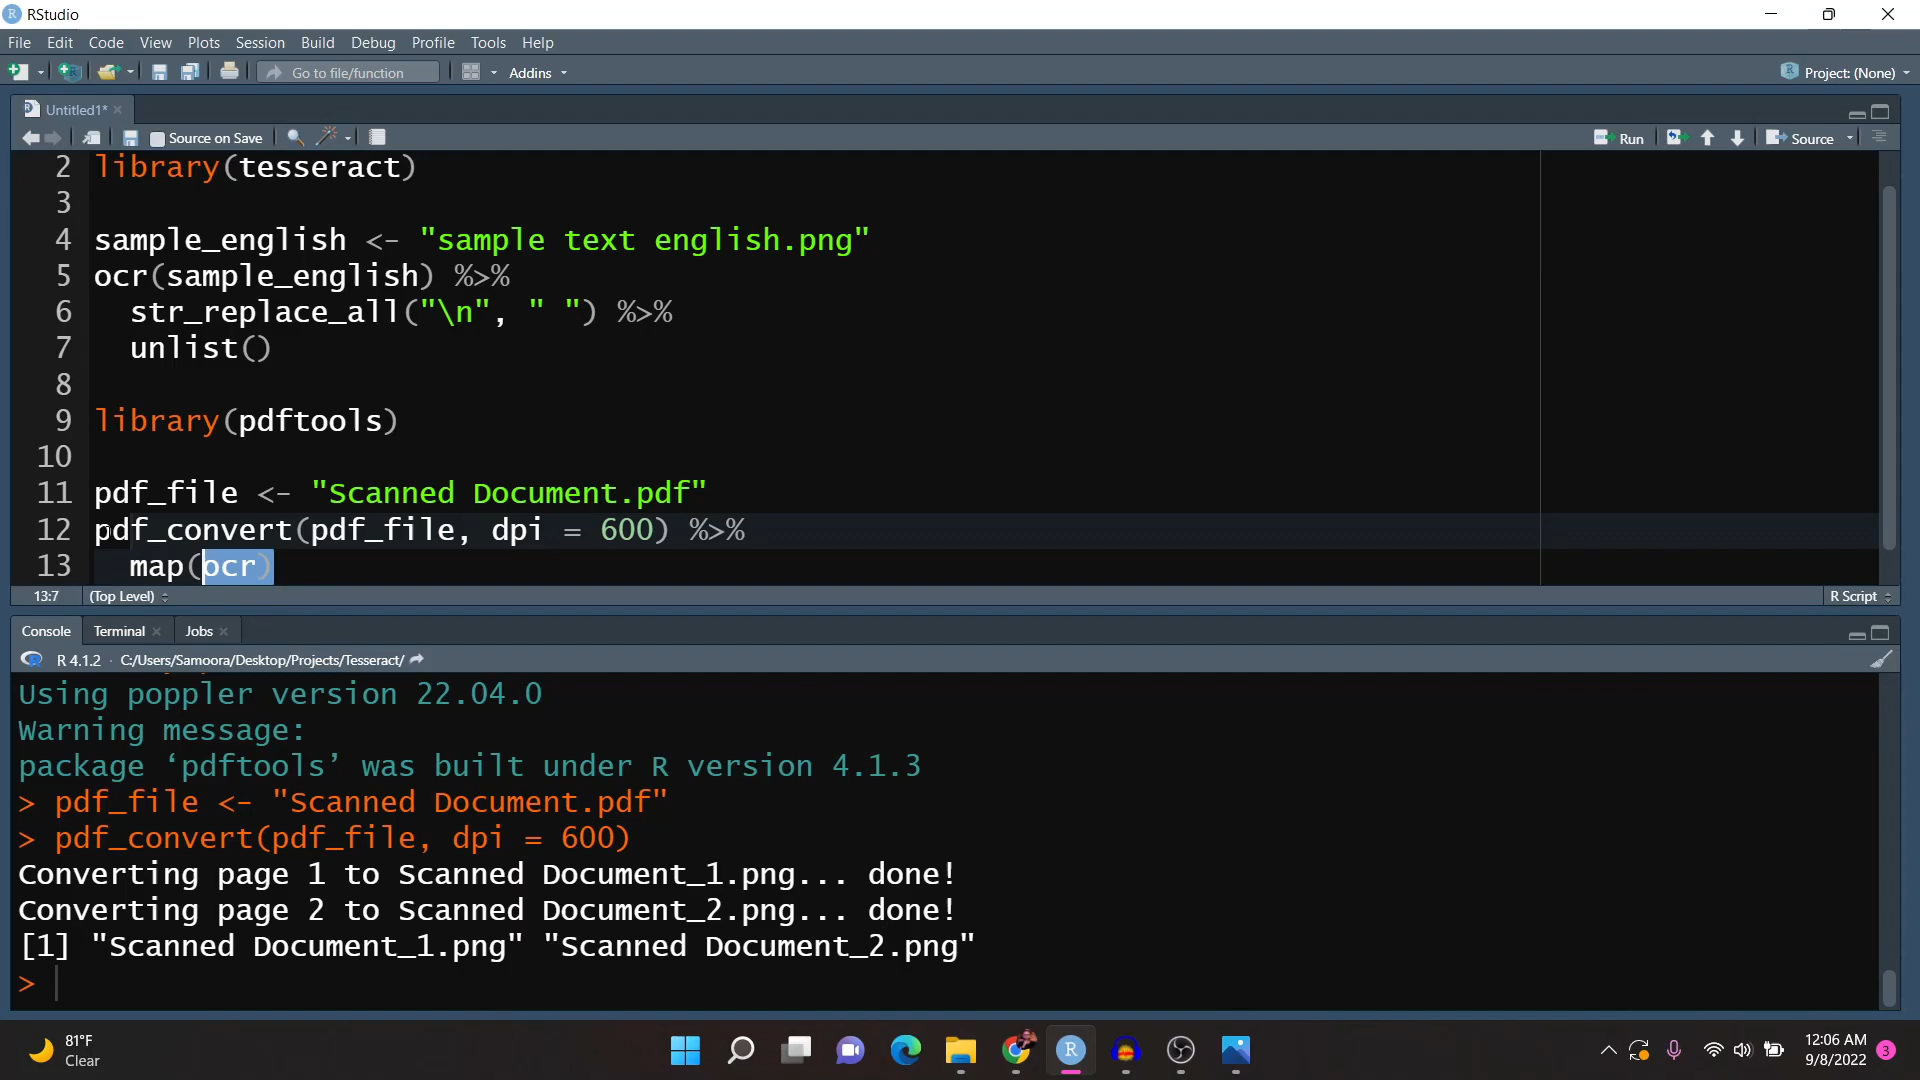 RStudio
File Edit Code View Plots Session Build Debug Profile Tools Help
Go to file/function Addins Project: (None)
Untitled1*
Source on Save Run Source
2 library(tesseract)
3
4 sample_english <- "sample text english.png"
5 ocr(sample_english) %>%
6 str_replace_all("\n", " ") %>%
7 unlist()
8
9 library(pdftools)
10
11 pdf_file <- "Scanned Document.pdf"
12 pdf_convert(pdf_file, dpi = 600) %>%
13 map(ocr)
13:7 (Top Level) R Script
Console Terminal Jobs
R 4.1.2 · C:/Users/Samoora/Desktop/Projects/Tesseract/
Using poppler version 22.04.0
Warning message:
package ‘pdftools’ was built under R version 4.1.3
> pdf_file <- "Scanned Document.pdf"
> pdf_convert(pdf_file, dpi = 600)
Converting page 1 to Scanned Document_1.png... done!
Converting page 2 to Scanned Document_2.png... done!
[1] "Scanned Document_1.png" "Scanned Document_2.png"
>
81°F
Clear
12:06 AM
9/8/2022
3